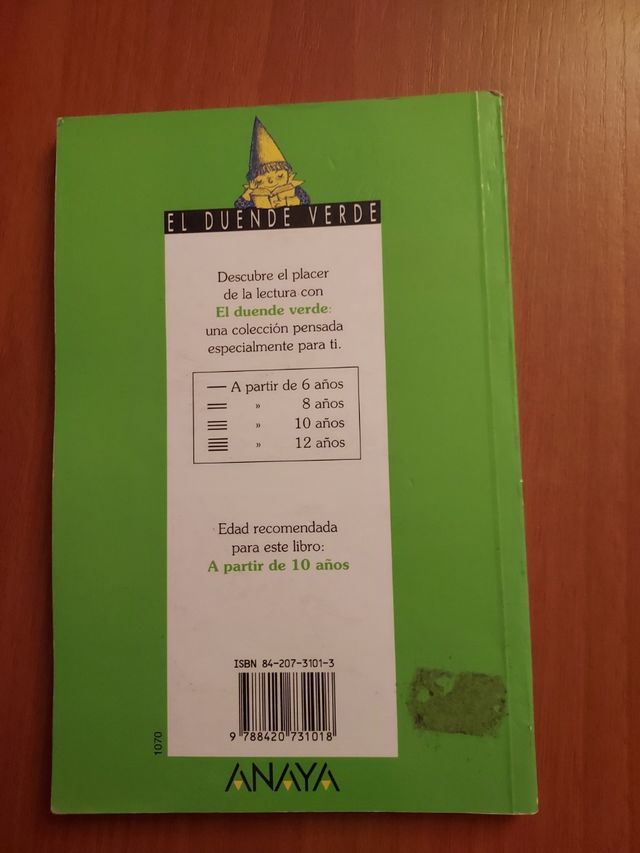 EL DUENDE VERDE
Descubre el placer
de la lectura con
El duende verde:
una colección pensada
especialmente para ti.
A partir de 6 años
» 8 años
» 10 años
» 12 años
Edad recomendada
para este libro:
A partir de 10 años
ISBN 84-207-3101-3
9 788420 731018
1070
ANAYA